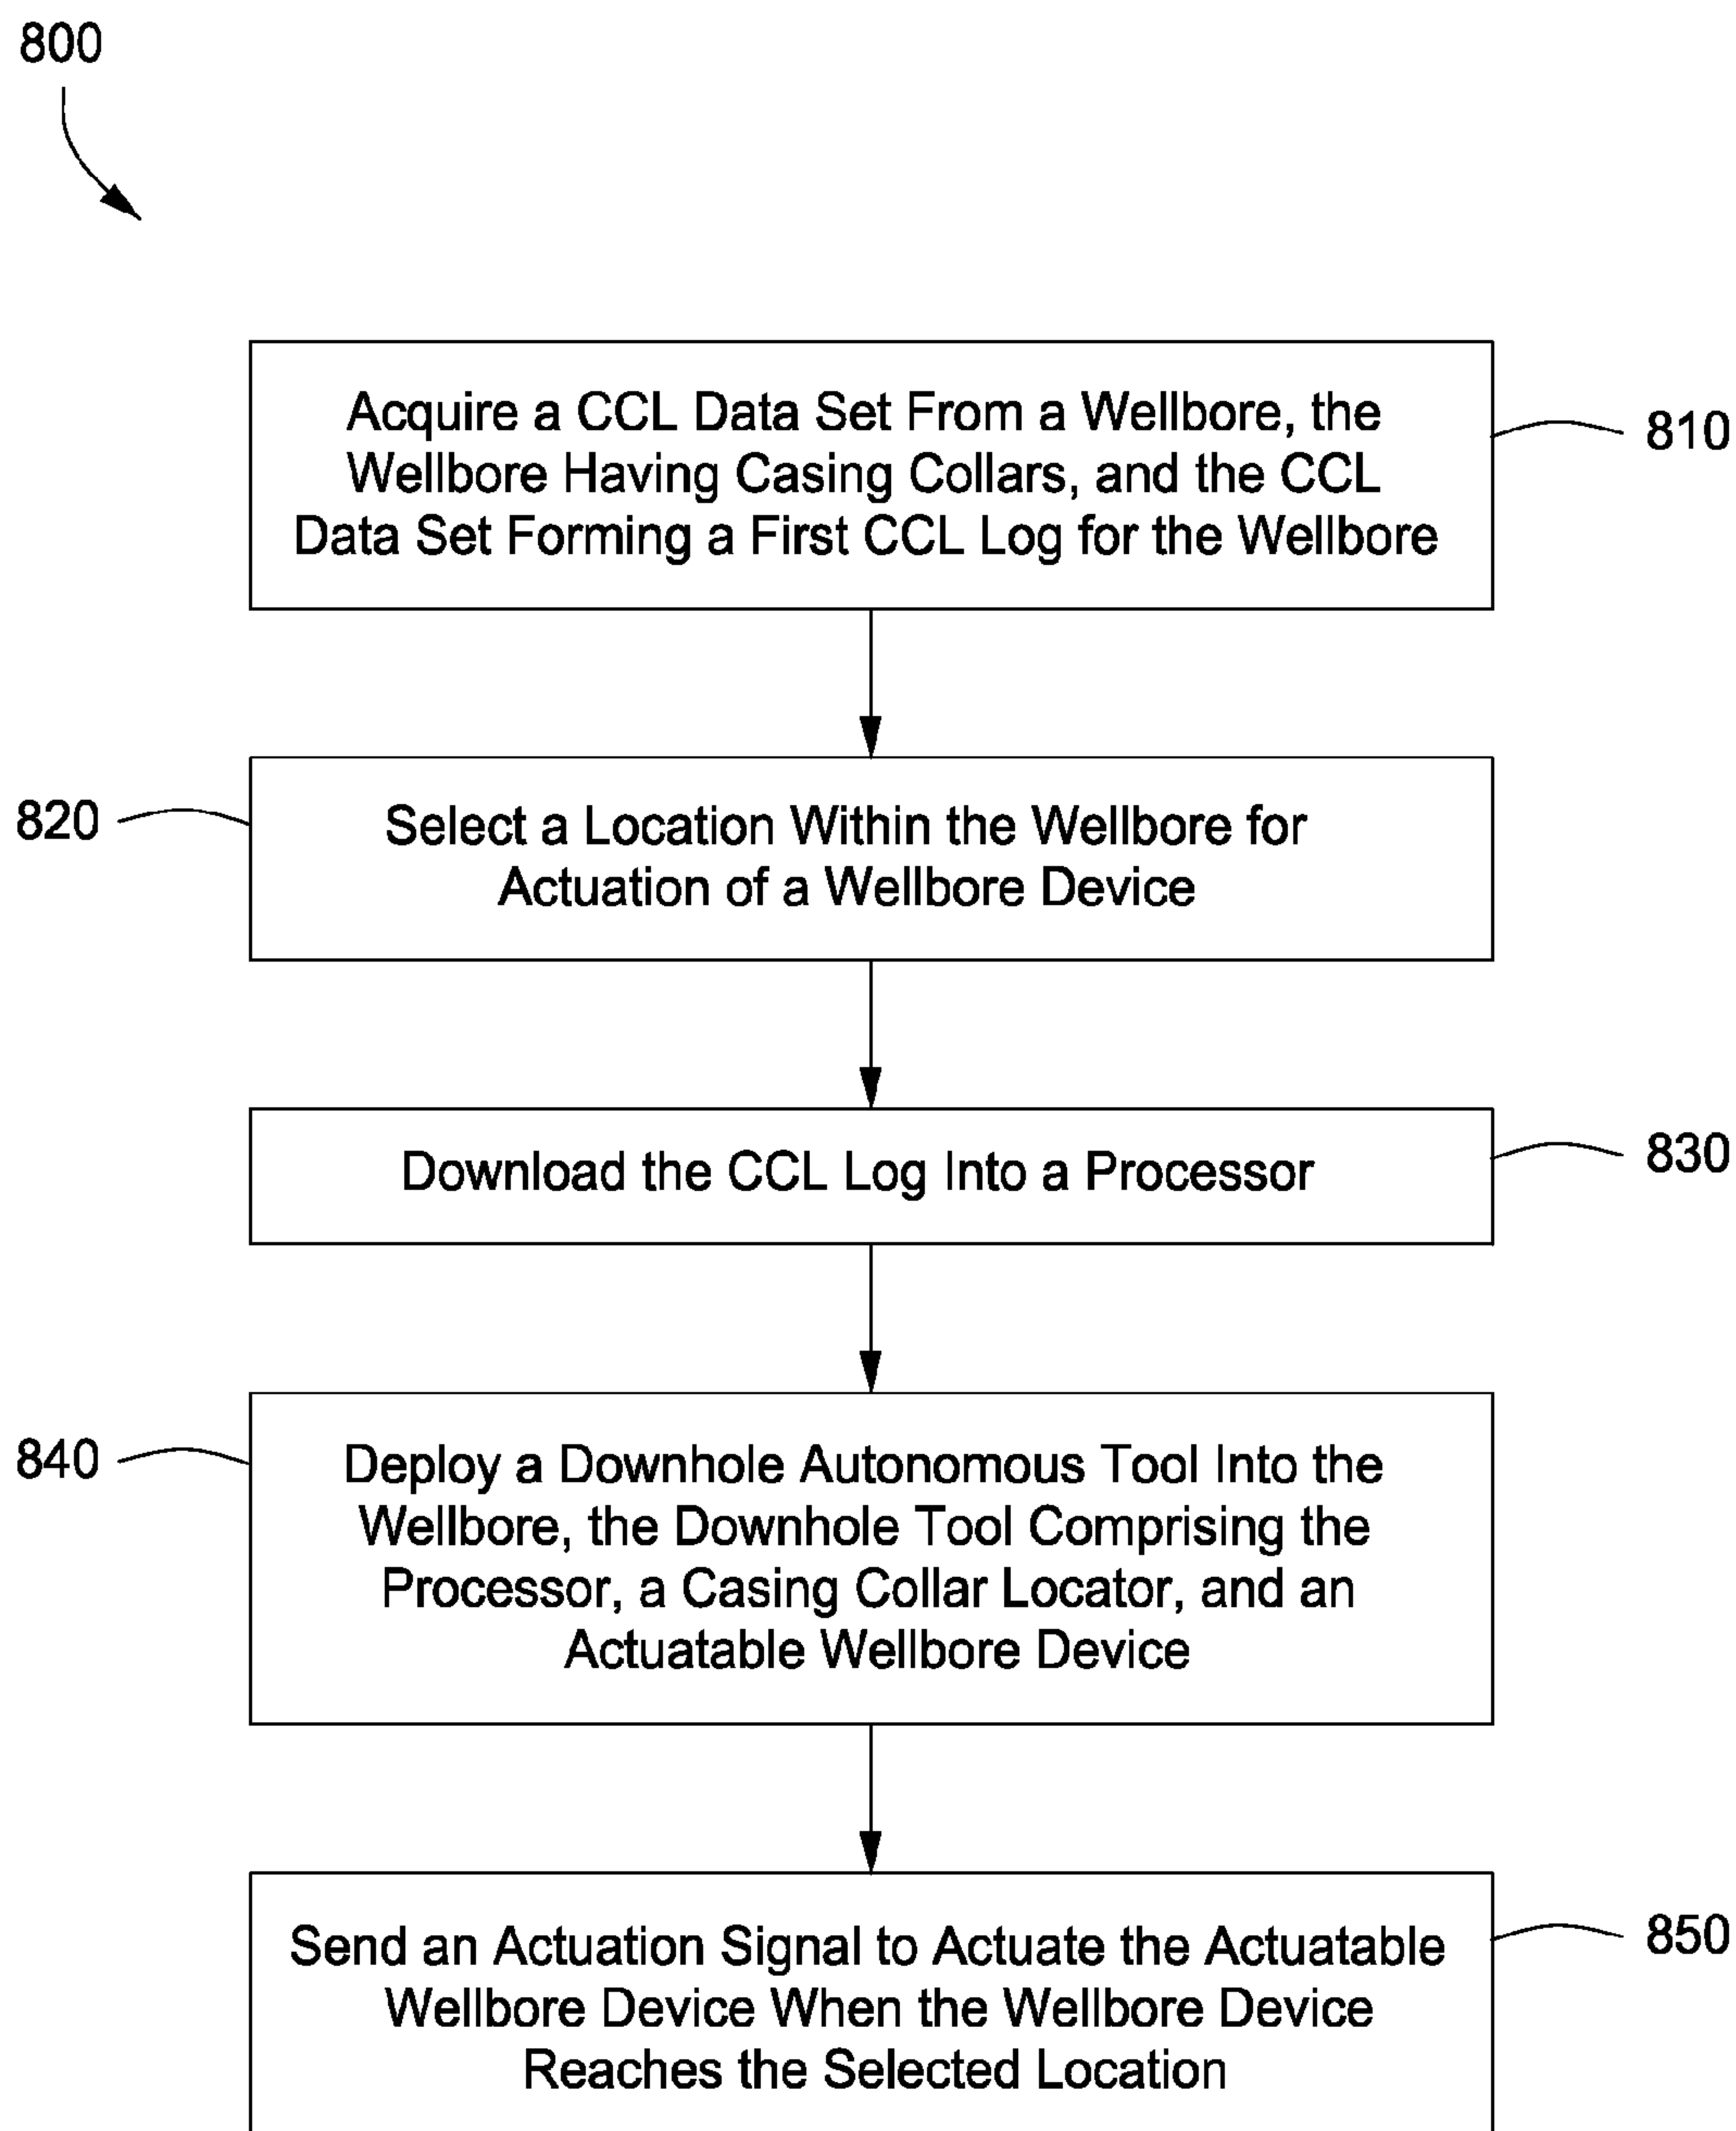 800
Acquire a CCL Data Set From a Wellbore, the
Wellbore Having Casing Collars, and the CCL
Data Set Forming a First CCL Log for the Wellbore
810
820
Select a Location Within the Wellbore for
Actuation of a Wellbore Device
Download the CCL Log Into a Processor
830
840
Deploy a Downhole Autonomous Tool Into the
Wellbore, the Downhole Tool Comprising the
Processor, a Casing Collar Locator, and an
Actuatable Wellbore Device
Send an Actuation Signal to Actuate the Actuatable
Wellbore Device When the Wellbore Device
Reaches the Selected Location
850